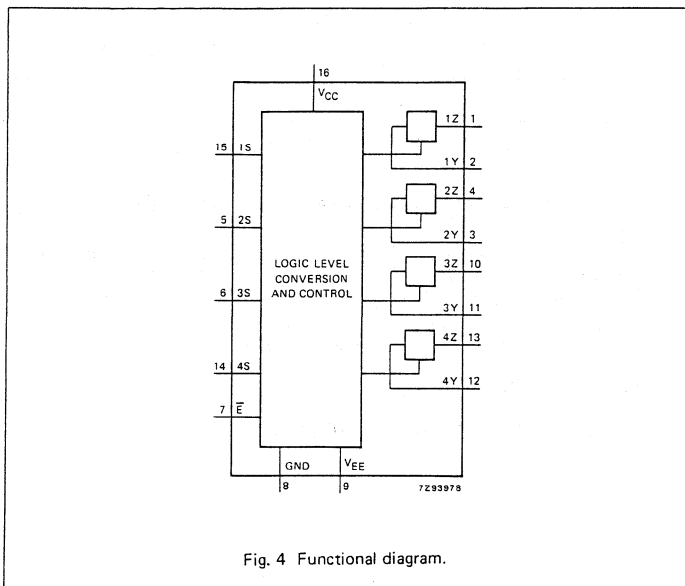 16
VCC
1Z 1
15 1S
1Y 2
2Z 4
5 2S
2Y 3
3Z 10
LOGIC LEVEL
CONVERSION
AND CONTROL
6 3S
3Y 11
4Z 13
14 4S
4Y 12
7 E̅
GND
VEE
8
9
7Z93978
Fig. 4 Functional diagram.